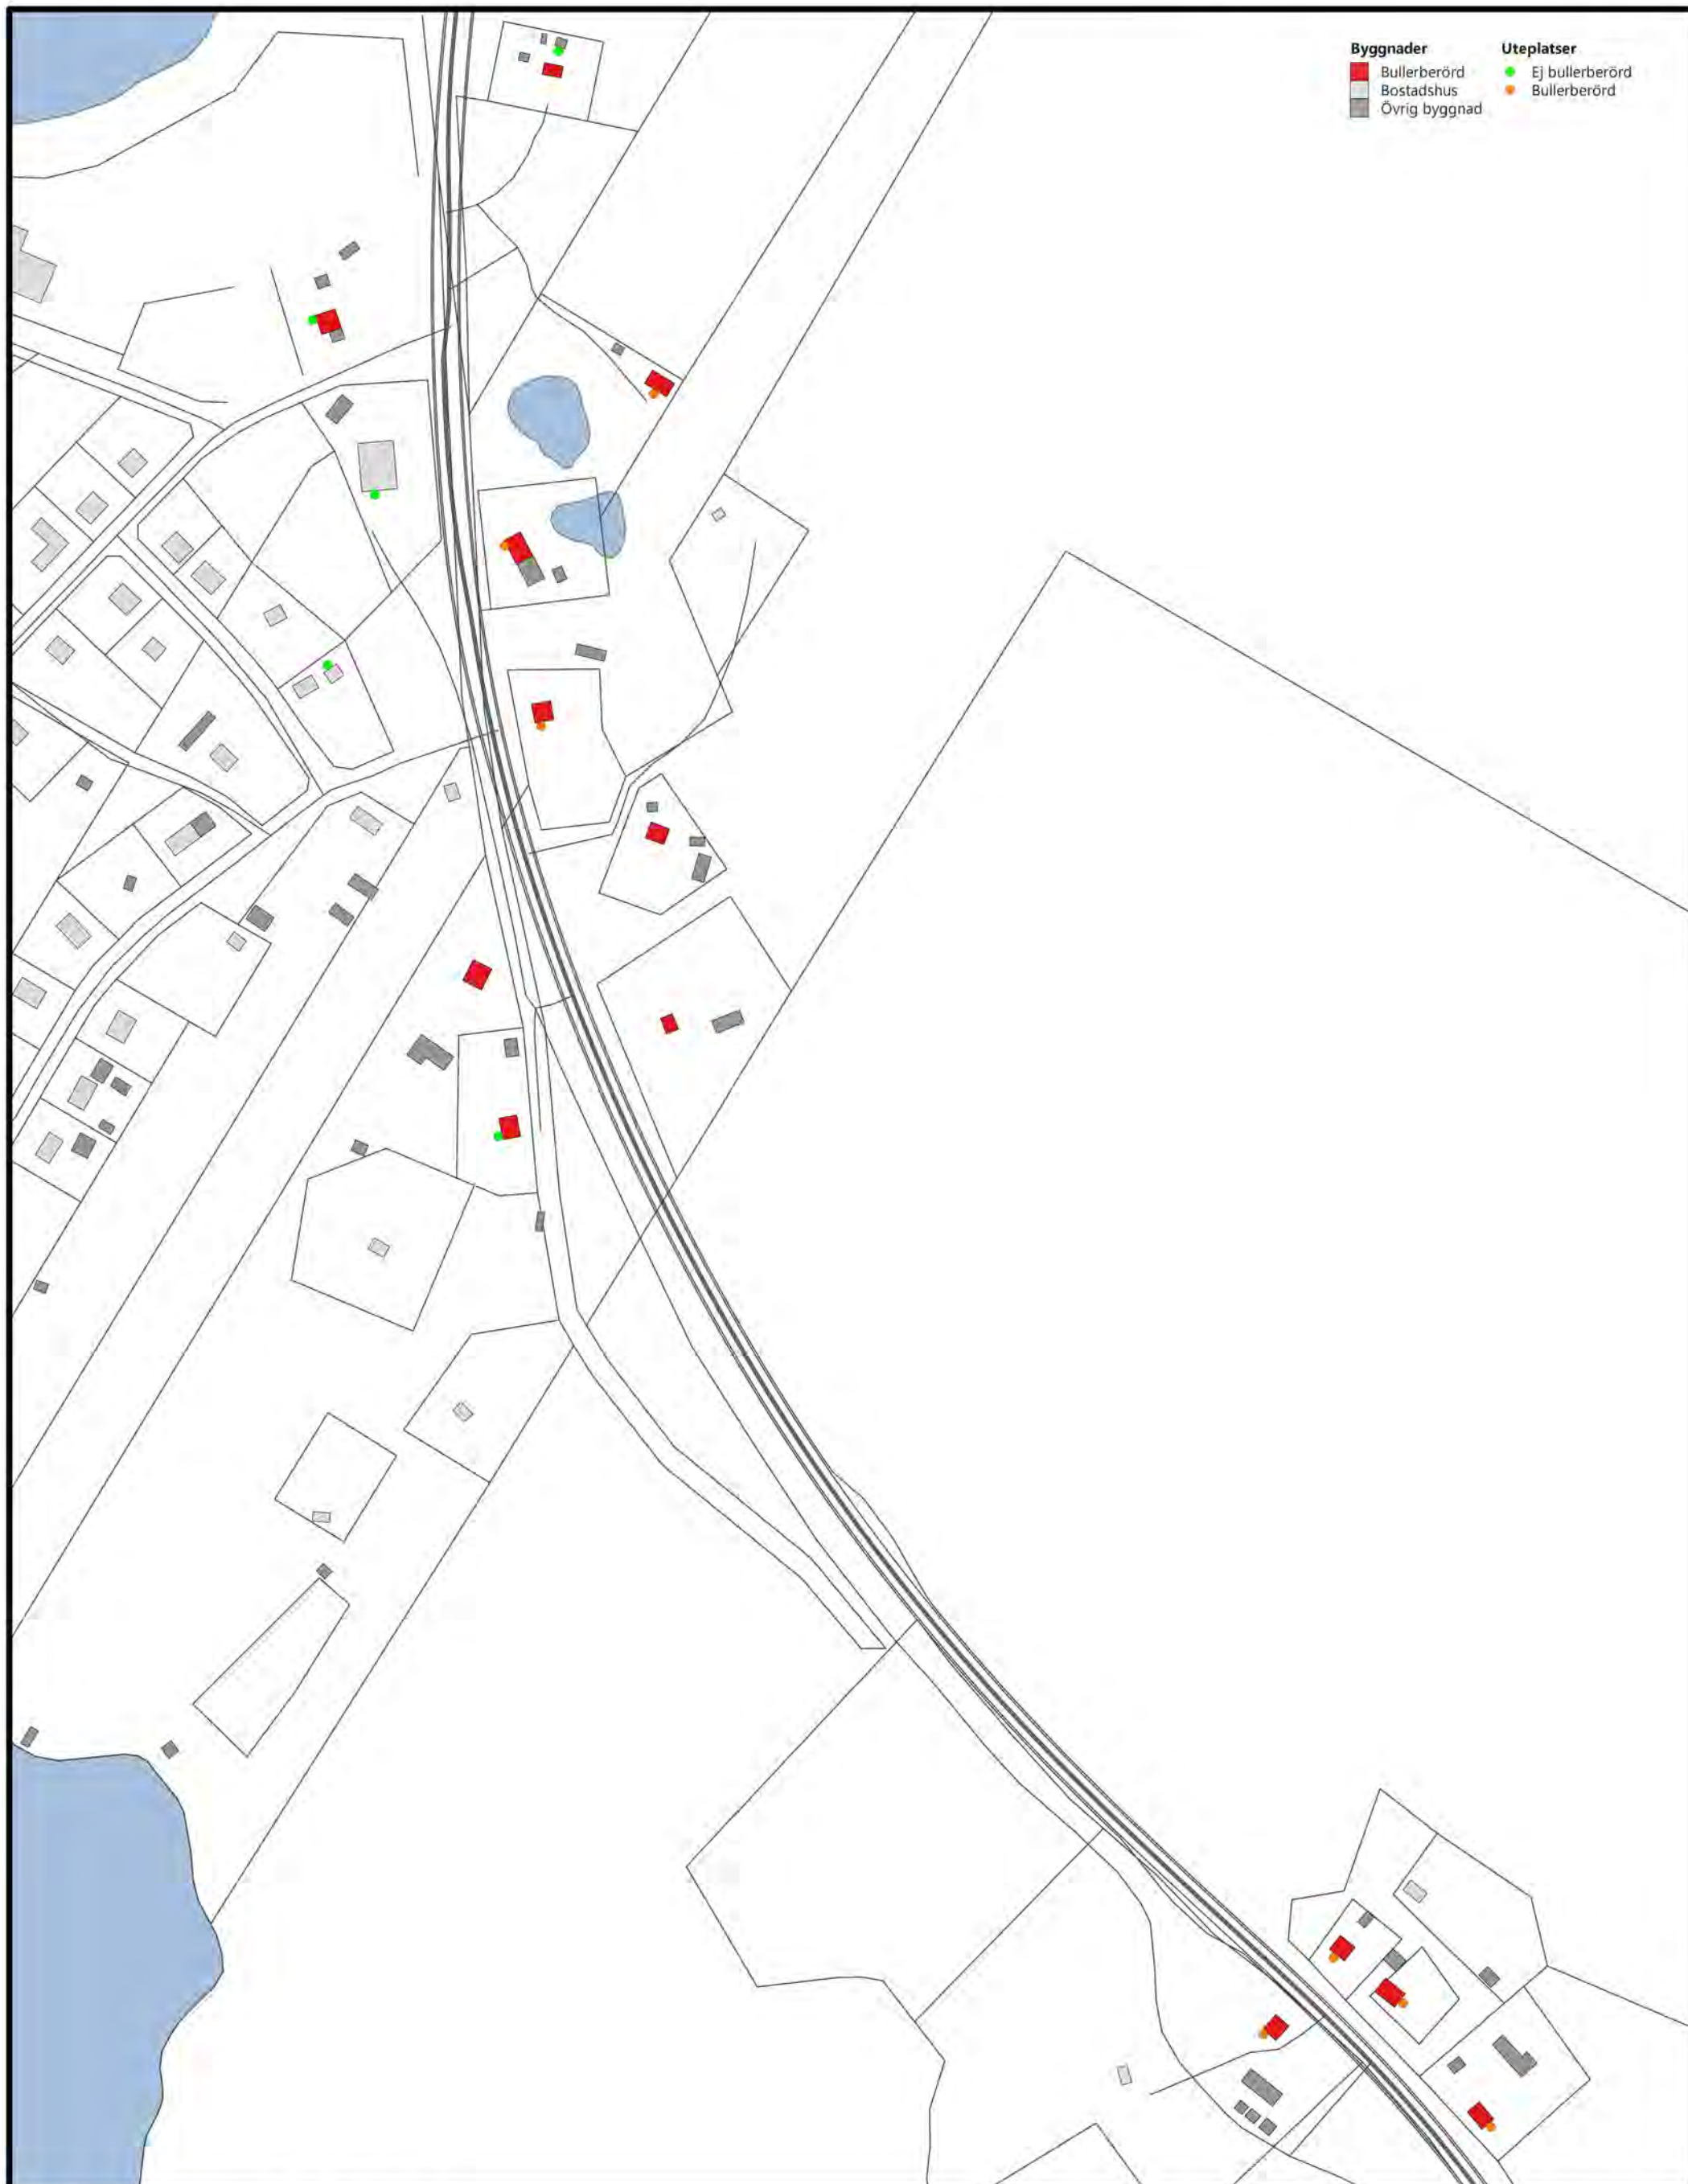 Byggnader
Bullerberörd
Bostadshus
Övrig byggnad
Uteplatser
Ej bullerberörd
Bullerberörd